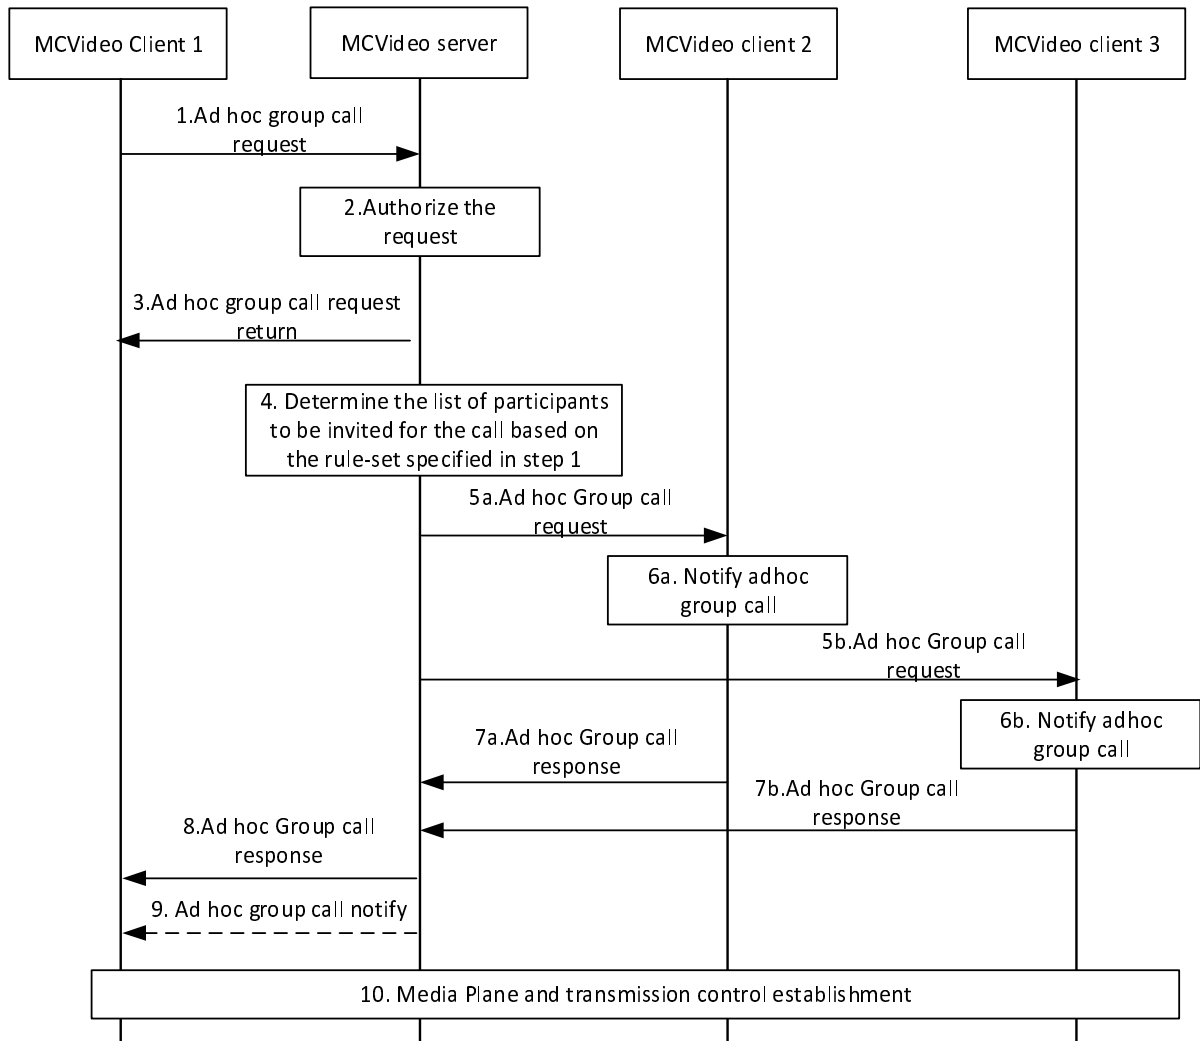 MCVideo Client 1
MCVideo server
MCVideo client 2
MCVideo client 3
1.Ad hoc group call
request
2.Authorize the
request
3.Ad hoc group call request
return
4. Determine the list of participants
to be invited for the call based on
the rule-set specified in step 1
5a.Ad hoc Group call
request
6a. Notify adhoc
group call
5b.Ad hoc Group call
request
6b. Notify adhoc
group call
7a.Ad hoc Group call
response
7b.Ad hoc Group call
response
8.Ad hoc Group call
response
9. Ad hoc group call notify
10. Media Plane and transmission control establishment